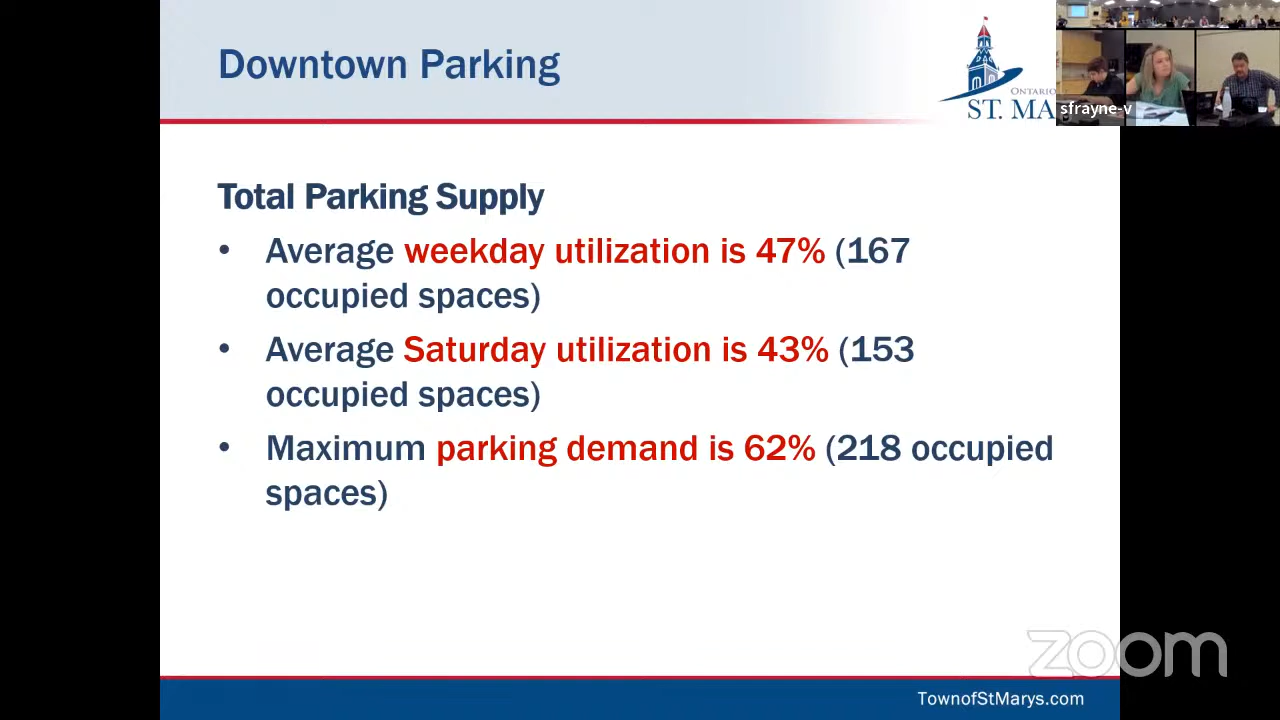 Downtown Parking
ONTARIO
ST. MA
sfrayne-v
Total Parking Supply
• Average weekday utilization is 47% (167
occupied spaces)
• Average Saturday utilization is 43% (153
occupied spaces)
• Maximum parking demand is 62% (218 occupied
spaces)
zoom
TownofStMarys.com